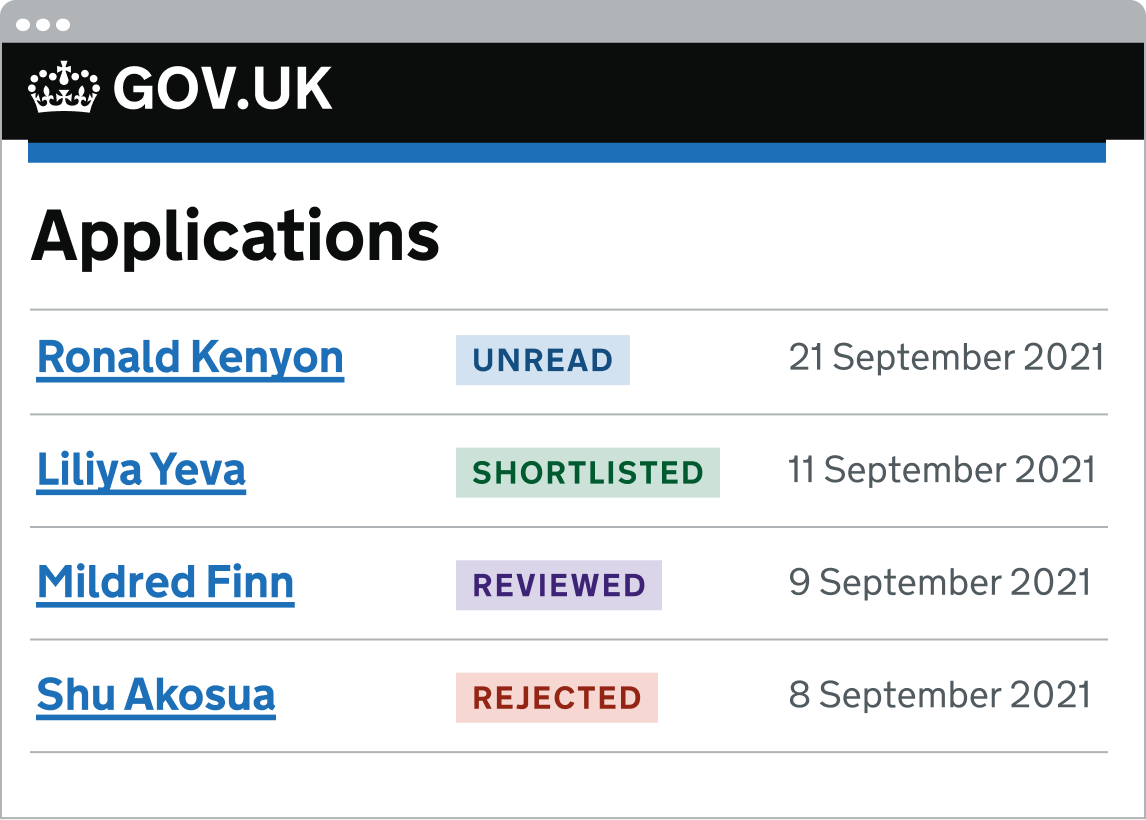 GOV.UK
Applications
Ronald Kenyon UNREAD 21 September 2021
Liliya Yeva SHORTLISTED 11 September 2021
Mildred Finn REVIEWED 9 September 2021
Shu Akosua REJECTED 8 September 2021